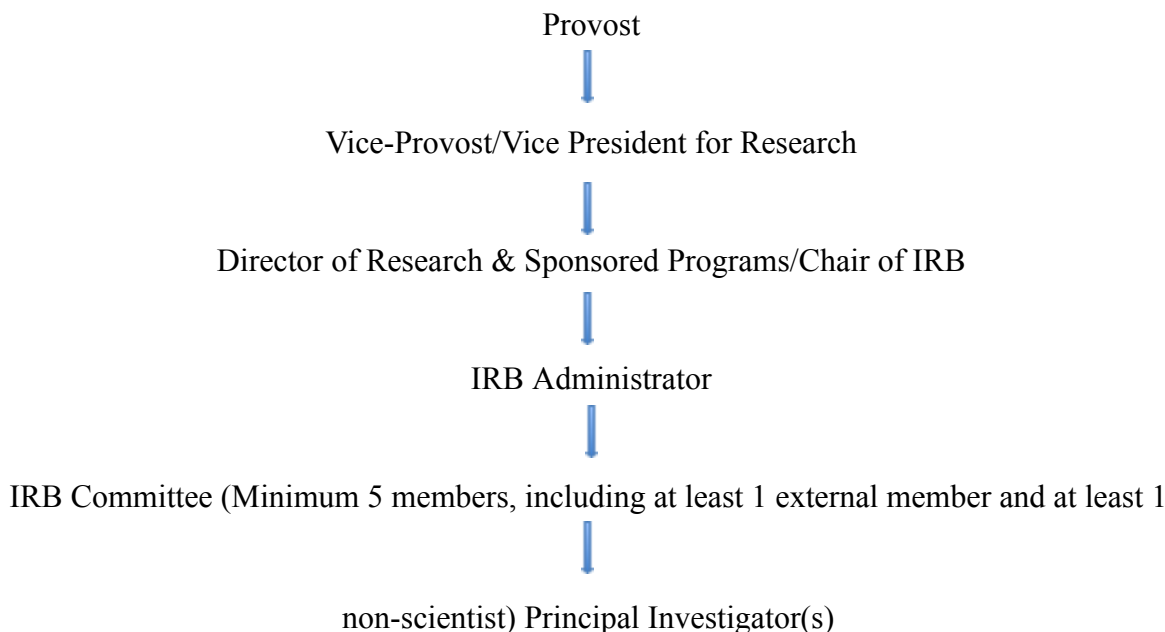 Provost
Vice-Provost/Vice President for Research
Director of Research & Sponsored Programs/Chair of IRB
IRB Administrator
IRB Committee (Minimum 5 members, including at least 1 external member and at least 1
non-scientist) Principal Investigator(s)